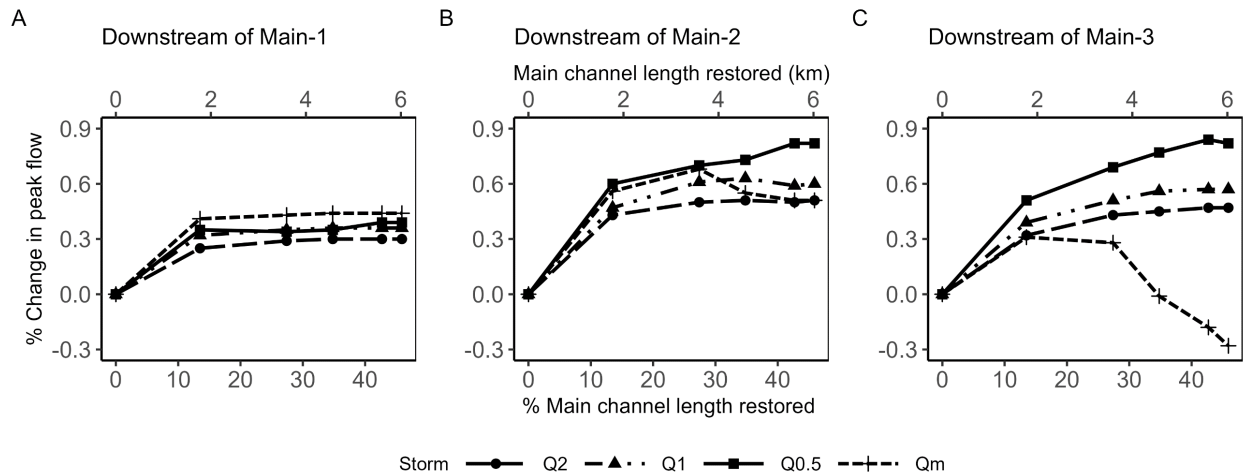 A B C
Downstream of Main-1 Downstream of Main-2 Downstream of Main-3
Main channel length restored (km)
0 2 4 6 0 2 4 6 0 2 4 6
0.9 0.9 0.9
0.6 0.6 0.6
0.3 0.3 0.3
0.0 0.0 0.0
-0.3 -0.3 -0.3
% Change in peak flow
0 10 20 30 40 0 10 20 30 40 0 10 20 30 40
% Main channel length restored
Storm Q2 Q1 Q0.5 Qm